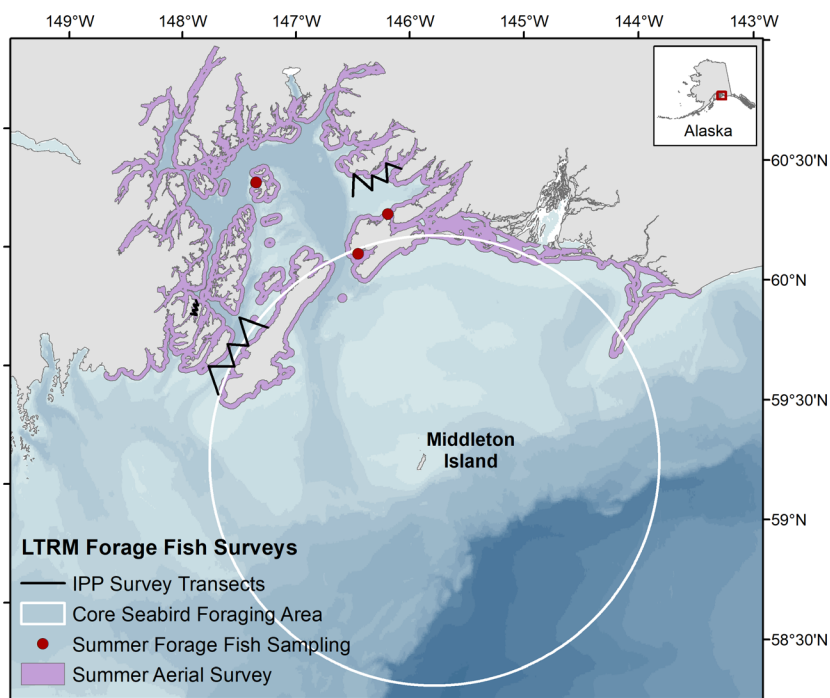 149°W
148°W
147°W
146°W
145°W
144°W
143°W
Alaska
60°30'N
60°N
59°30'N
Middleton
Island
59°N
58°30'N
LTRM Forage Fish Surveys
IPP Survey Transects
Core Seabird Foraging Area
Summer Forage Fish Sampling
Summer Aerial Survey